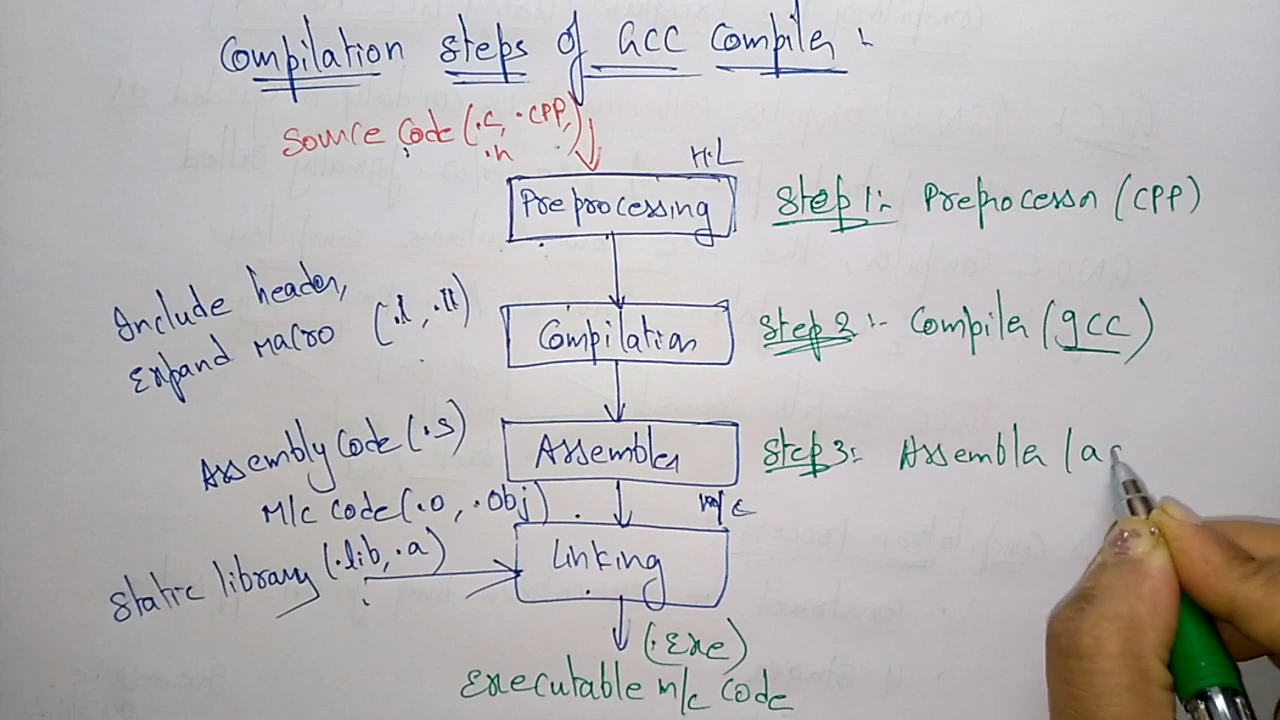 Compilation steps of GCC Compiler :
Source Code (.c, .cpp,
.h
H.L
Preprocessing
Step 1:- Preprocessor (CPP)
Include header,
Expand Macro (.i, .ii)
Compilation
Step 2 :- Compiler (gcc)
Assembly Code (.s)
Assembler
Step 3:- Assembler (as
M/c code (.o, .obj)
static library (.lib, .a)
Linking
(.Exe)
Executable m/c code